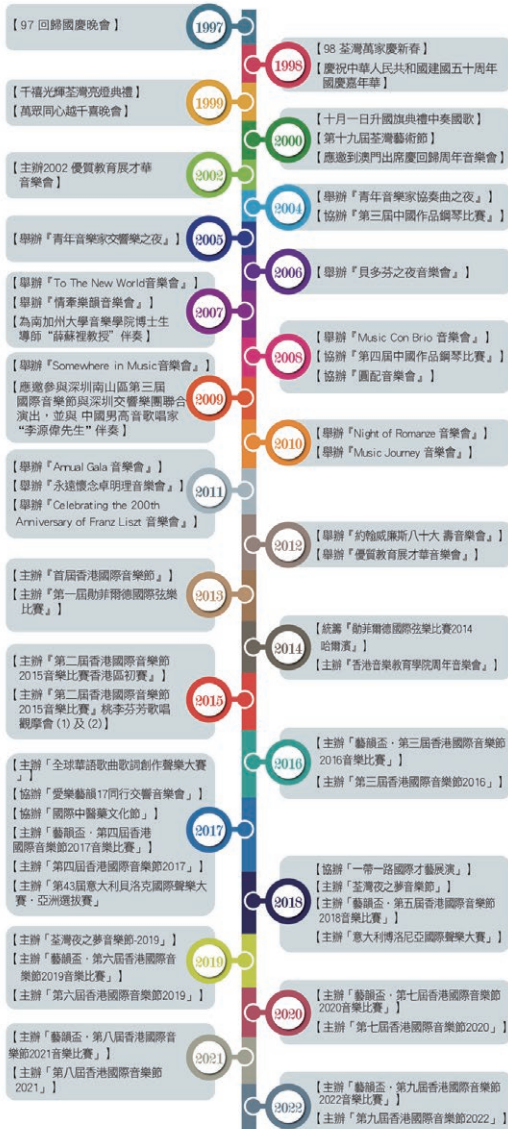 【97 回歸國慶晚會】
1997
【98 荃灣萬家慶新春】
【慶祝中華人民共和國建國五十周年
國慶嘉年華】
1998
【千禧光輝荃灣亮燈典禮】
【萬眾同心越千喜晚會】
1999
【十月一日升國旗典禮中奏國歌】
【第十九屆荃灣藝術節】
【應邀到澳門出席慶回歸周年音樂會】
2000
【主辦2002 優質教育展才華
音樂會】
2002
【舉辦『青年音樂家協奏曲之夜』】
【協辦『第三屆中國作品鋼琴比賽』】
2004
【舉辦『青年音樂家交響樂之夜』】
2005
【舉辦『貝多芬之夜音樂會』】
2006
【舉辦『To The New World音樂會』】
【舉辦『情牽樂韻音樂會』】
【為南加州大學音樂學院博士生
導師“薛蘇裡教授”伴奏】
2007
【舉辦『Music Con Brio 音樂會』】
【協辦『第四屆中國作品鋼琴比賽』】
【協辦『圓配音樂會』】
2008
【舉辦『Somewhere in Music音樂會』】
【應邀參與深圳南山區第三屆
國際音樂節與深圳交響樂團聯合
演出，並與 中國男高音歌唱家
“李源偉先生”伴奏】
2009
【舉辦『Night of Romanze 音樂會』】
【舉辦『Music Journey 音樂會』】
2010
【舉辦『Annual Gala 音樂會』】
【舉辦『永遠懷念卓明理音樂會』】
【舉辦『Celebrating the 200th
Anniversary of Franz Liszt 音樂會』】
2011
【舉辦『約翰威廉斯八十大 壽音樂會』】
【舉辦『優質教育展才華音樂會』】
2012
【主辦『首屆香港國際音樂節』】
【主辦『第一屆勛菲爾德國際弦樂
比賽』】
2013
【統籌『勛菲爾德國際弦樂比賽2014
哈爾濱』】
【主辦『香港音樂教育學院周年音樂會』】
2014
【主辦『第二屆香港國際音樂節
2015音樂比賽香港區初賽』】
【主辦『第二屆香港國際音樂節
2015音樂比賽』桃李芬芳歌唱
觀摩會 (1) 及 (2)】
2015
【主辦「藝韻盃·第三屆香港國際音樂節
2016音樂比賽」】
【主辦「第三屆香港國際音樂節2016」】
2016
【主辦「全球華語歌曲歌詞創作聲樂大賽
」】
【協辦「愛樂藝韻17同行交響音樂會」】
【協辦「國際中醫藥文化節」】
【主辦「藝韻盃·第四屆香港
國際音樂節2017音樂比賽」】
【主辦「第四屆香港國際音樂節2017」】
【主辦「第43屆意大利貝洛克國際聲樂大
賽·亞洲選拔賽」】
2017
【協辦「一帶一路國際才藝展演」】
【主辦「荃灣夜之夢音樂節」】
【主辦「藝韻盃·第五屆香港國際音樂節
2018音樂比賽」】
【主辦「意大利博洛尼亞國際聲樂大賽」】
2018
【主辦「荃灣夜之夢音樂節-2019」】
【主辦「藝韻盃·第六屆香港國際音
樂節2019音樂比賽」】
【主辦「第六屆香港國際音樂節2019」】
2019
【主辦「藝韻盃·第七屆香港國際音樂節
2020音樂比賽」】
【主辦「第七屆香港國際音樂節2020」】
2020
【主辦「藝韻盃·第八屆香港國際音
樂節2021音樂比賽」】
【主辦「第八屆香港國際音樂節
2021」】
2021
【主辦「藝韻盃·第九屆香港國際音樂節
2022音樂比賽」】
【主辦「第九屆香港國際音樂節2022」】
2022